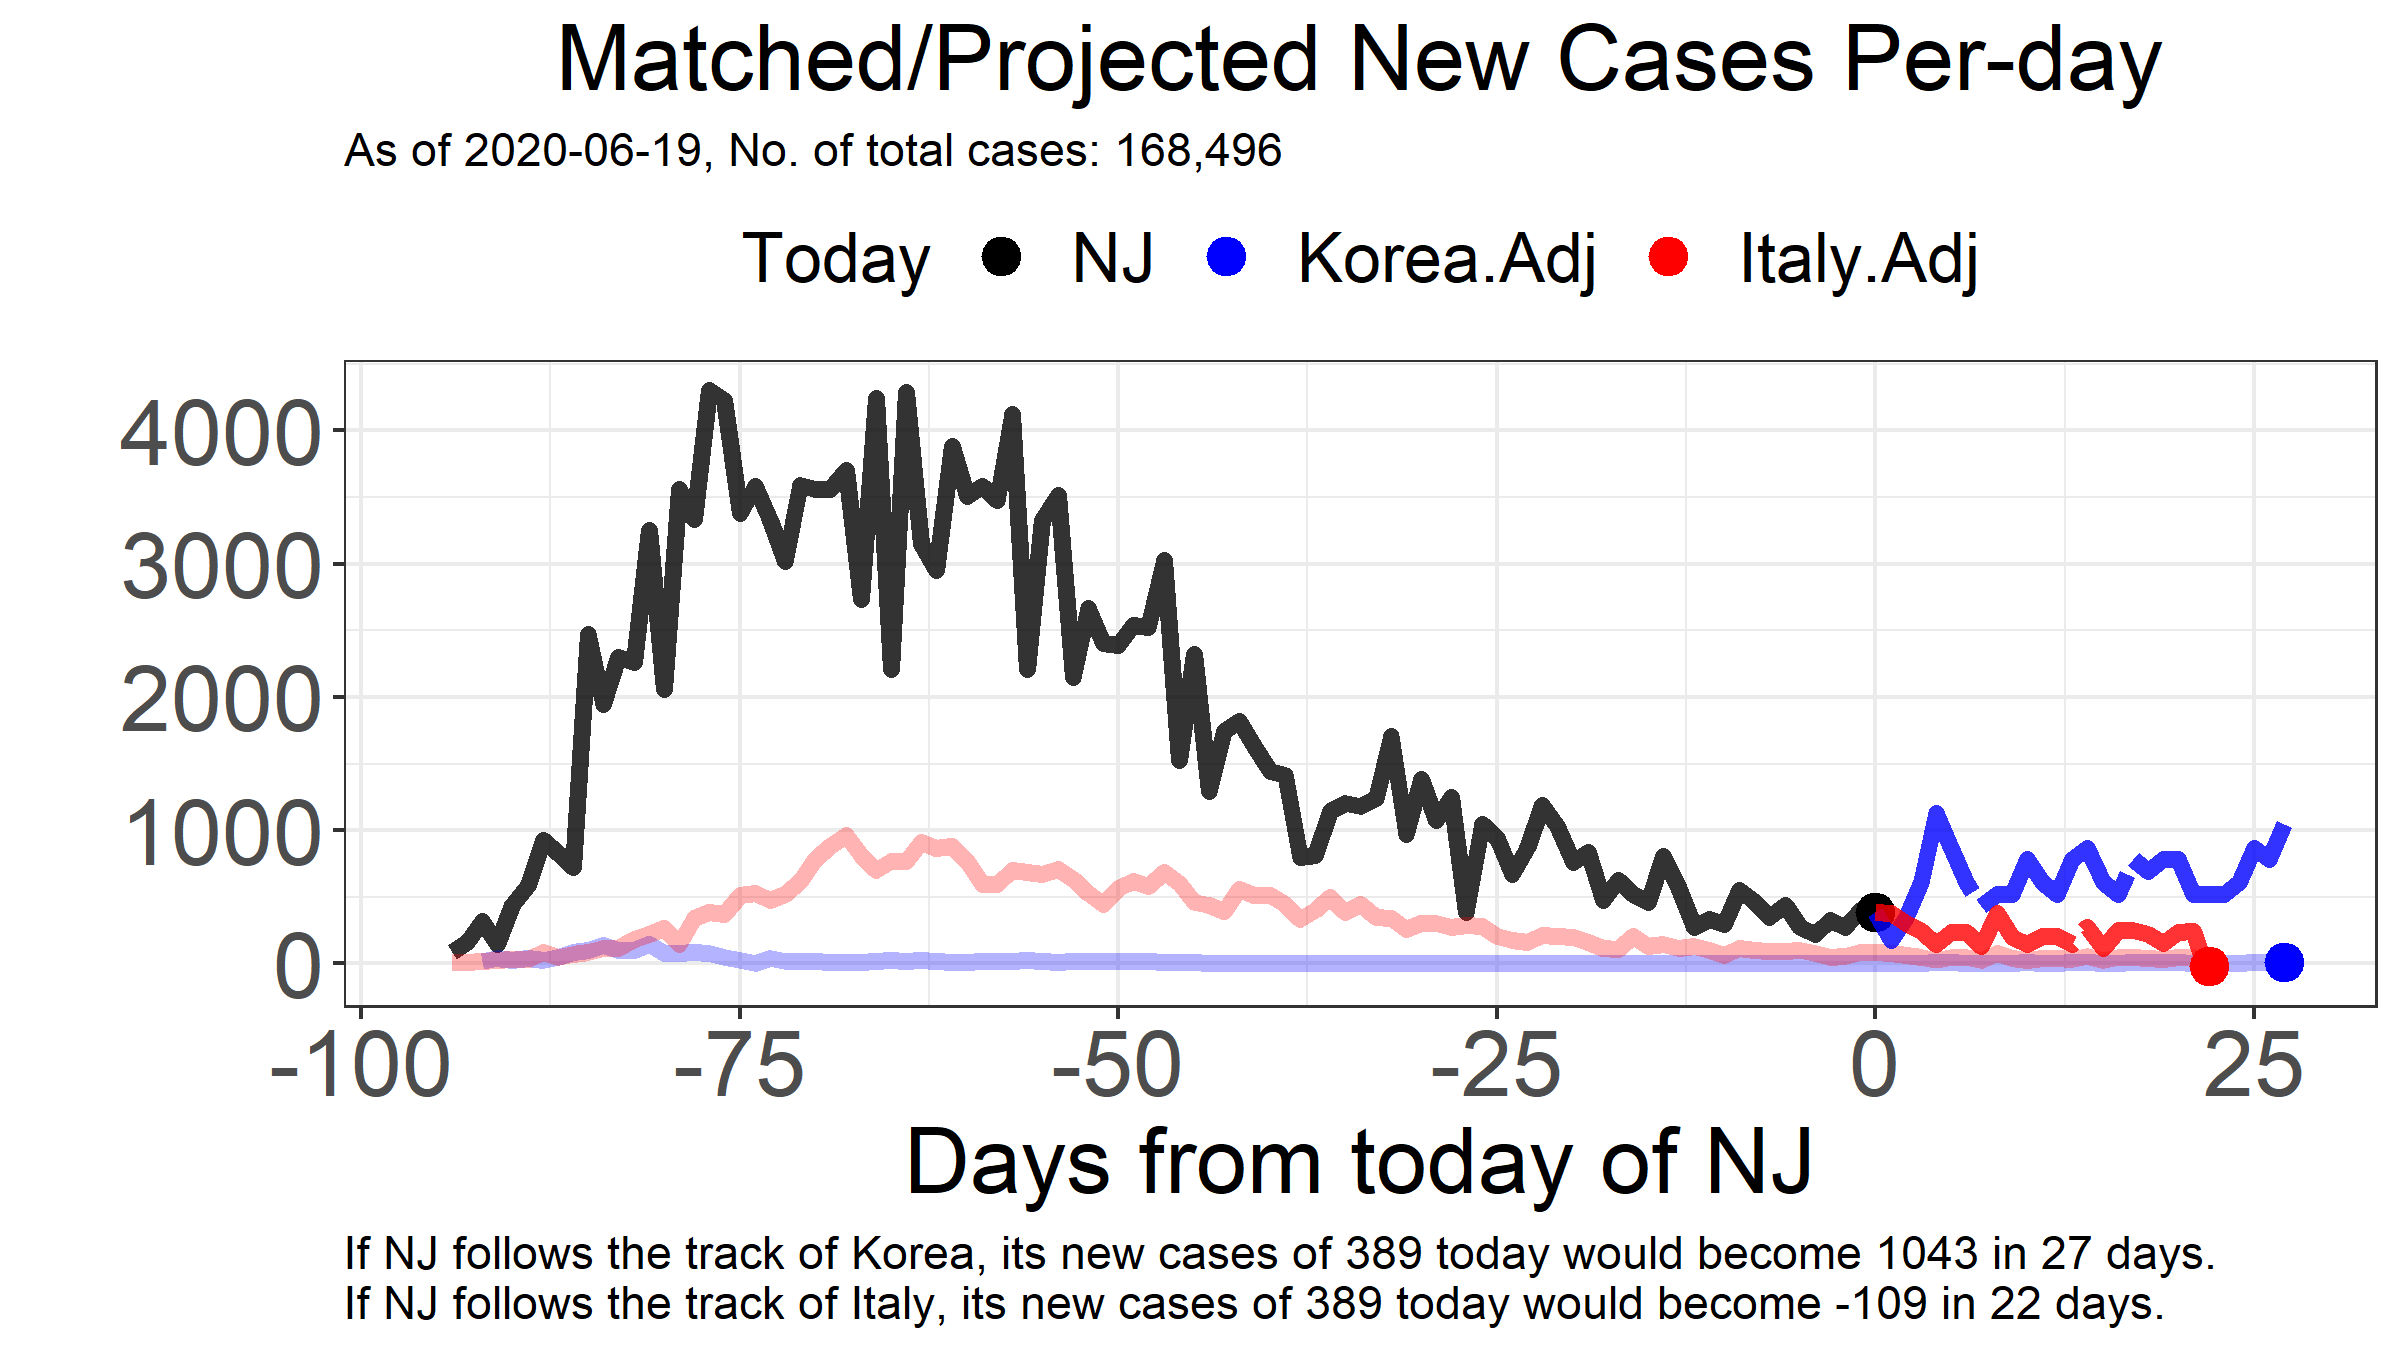 Matched/Projected New Cases Per-day
As of 2020-06-19, No. of total cases: 168,496
Today NJ Korea.Adj Italy.Adj
4000
3000
2000
1000
0
-100 -75 -50 -25 0 25
Days from today of NJ
If NJ follows the track of Korea, its new cases of 389 today would become 1043 in 27 days.
If NJ follows the track of Italy, its new cases of 389 today would become -109 in 22 days.